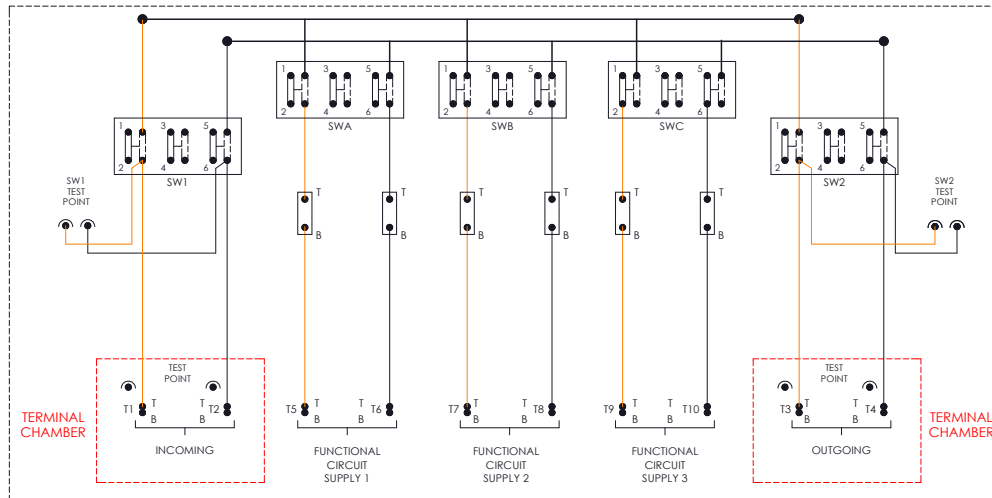 1 3 5
2 4 6
SWA
1 3 5
2 4 6
SWB
1 3 5
2 4 6
SWC
1 3 5
2 4 6
SW1
1 3 5
2 4 6
SW2
SW1
TEST
POINT
SW2
TEST
POINT
T T T T T T
B B B B B B
TERMINAL
CHAMBER
TEST
POINT
T1 T T2 T
B B
INCOMING
T5 T T6 T
B B
FUNCTIONAL
CIRCUIT
SUPPLY 1
T7 T T8 T
B B
FUNCTIONAL
CIRCUIT
SUPPLY 2
T9 T T10 T
B B
FUNCTIONAL
CIRCUIT
SUPPLY 3
TEST
POINT
T3 T T4 T
B B
OUTGOING
TERMINAL
CHAMBER